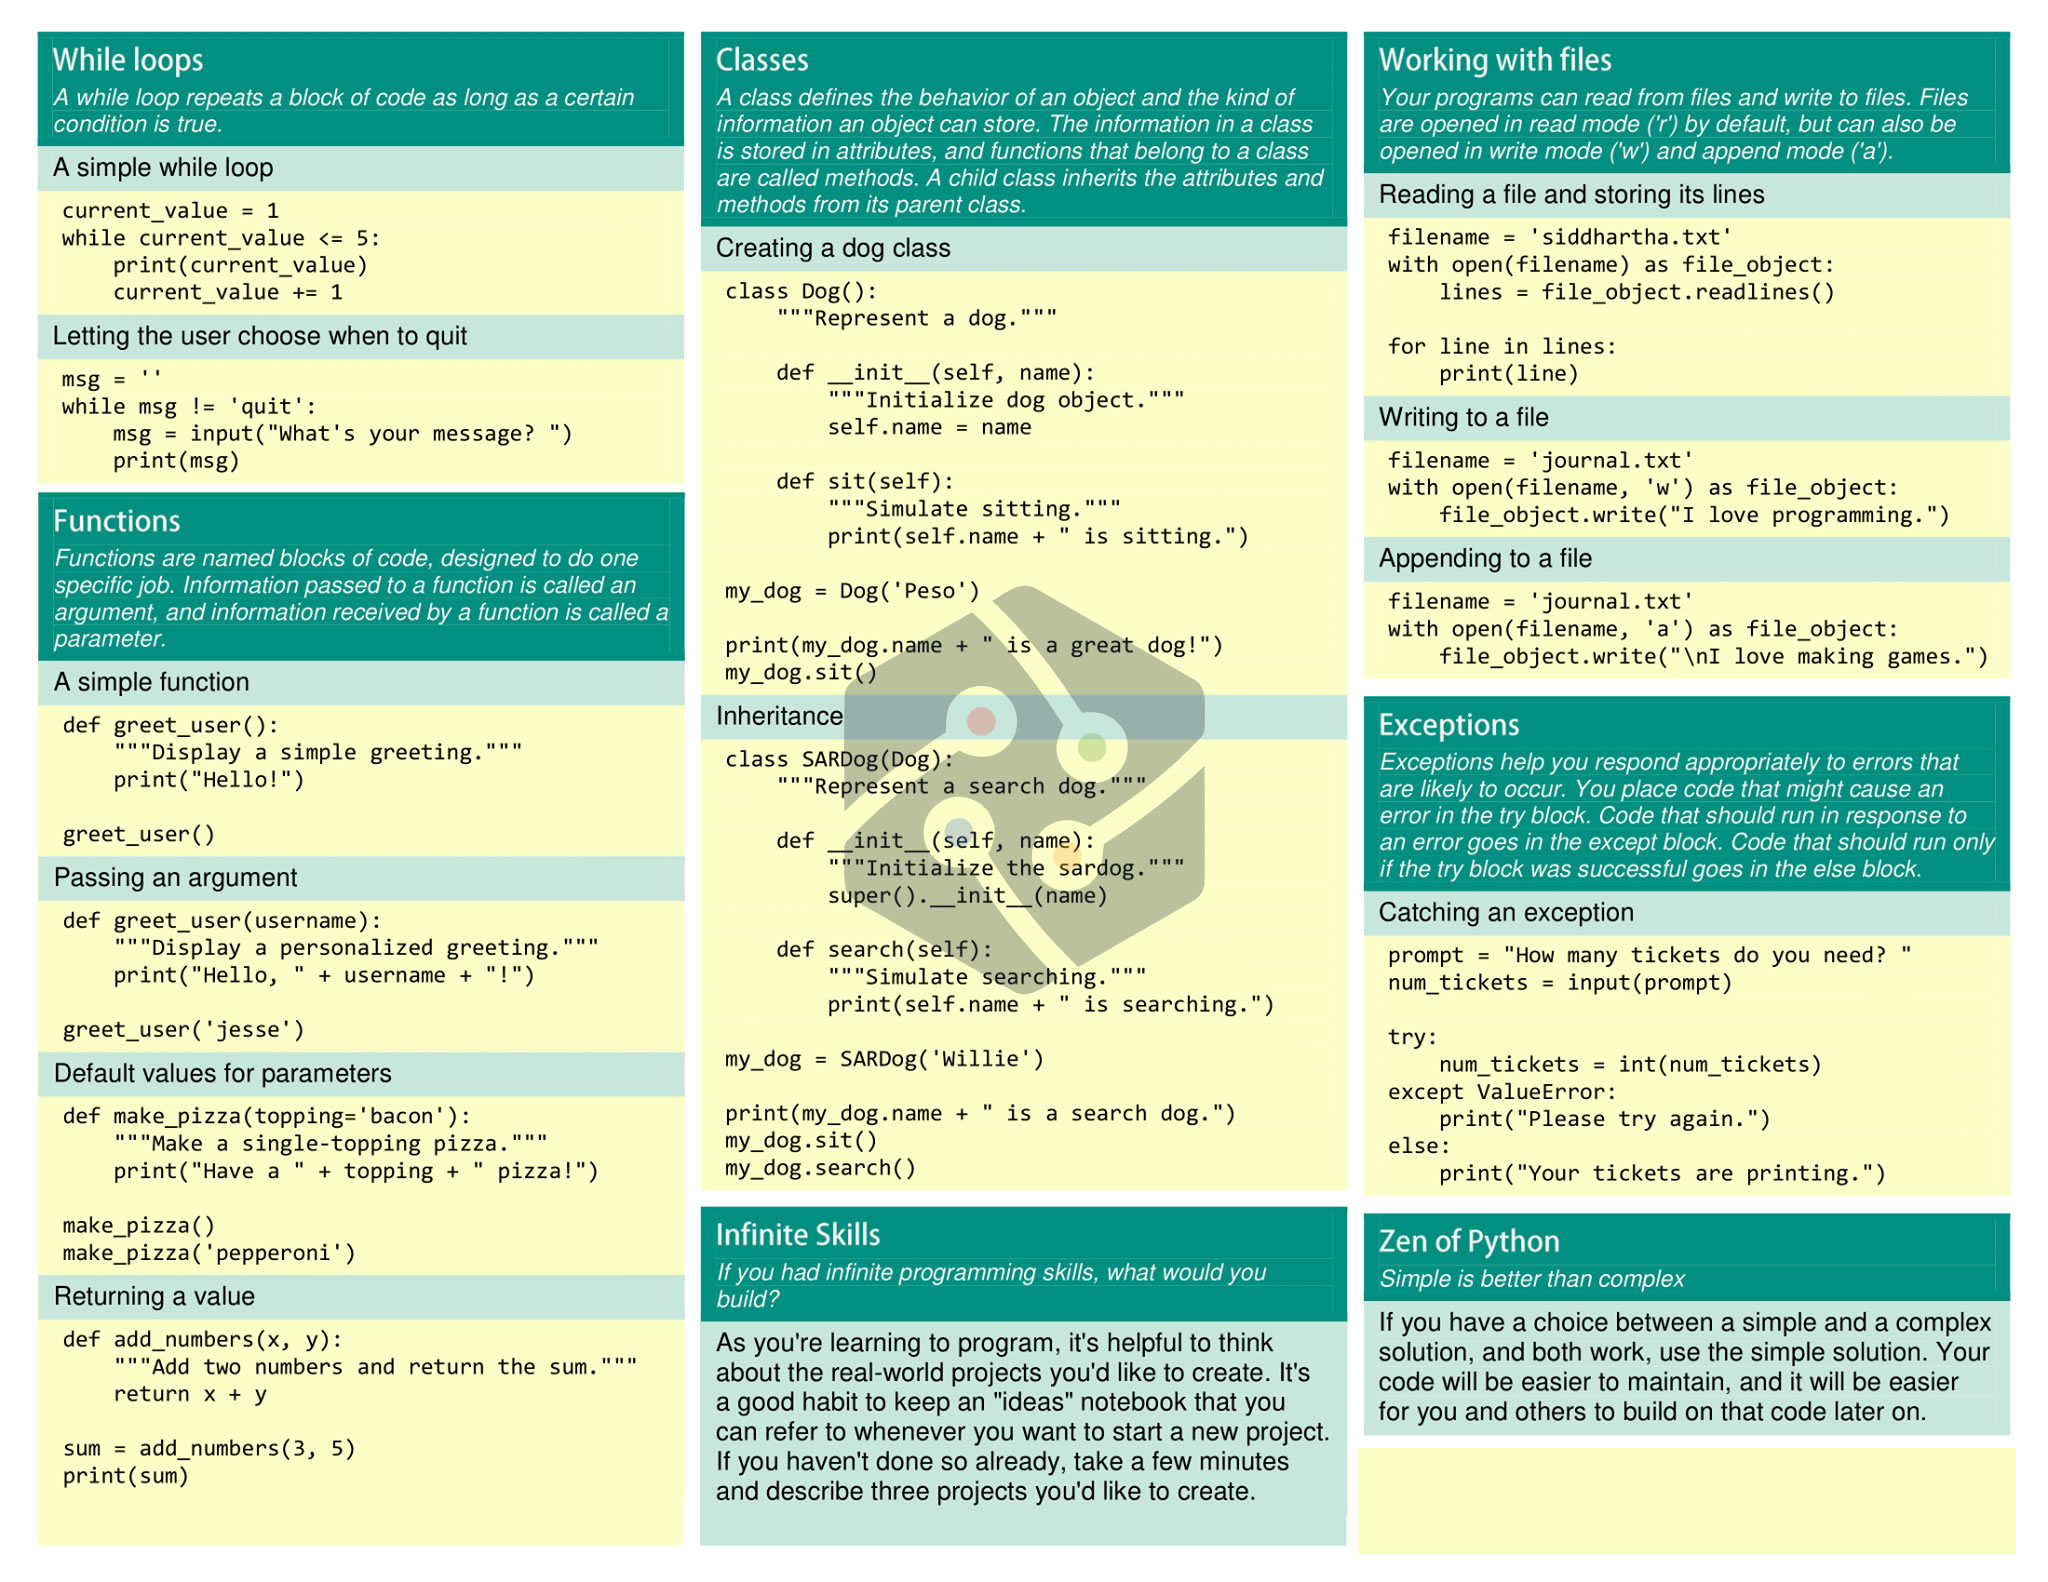 While loops
A while loop repeats a block of code as long as a certain
condition is true.
A simple while loop
current_value = 1
while current_value <= 5:
    print(current_value)
    current_value += 1
Letting the user choose when to quit
msg = ''
while msg != 'quit':
    msg = input("What's your message? ")
    print(msg)
Functions
Functions are named blocks of code, designed to do one
specific job. Information passed to a function is called an
argument, and information received by a function is called a
parameter.
A simple function
def greet_user():
    """Display a simple greeting."""
    print("Hello!")
greet_user()
Passing an argument
def greet_user(username):
    """Display a personalized greeting."""
    print("Hello, " + username + "!")
greet_user('jesse')
Default values for parameters
def make_pizza(topping='bacon'):
    """Make a single-topping pizza."""
    print("Have a " + topping + " pizza!")
make_pizza()
make_pizza('pepperoni')
Returning a value
def add_numbers(x, y):
    """Add two numbers and return the sum."""
    return x + y
sum = add_numbers(3, 5)
print(sum)
Classes
A class defines the behavior of an object and the kind of
information an object can store. The information in a class
is stored in attributes, and functions that belong to a class
are called methods. A child class inherits the attributes and
methods from its parent class.
Creating a dog class
class Dog():
    """Represent a dog."""
    def __init__(self, name):
        """Initialize dog object."""
        self.name = name
    def sit(self):
        """Simulate sitting."""
        print(self.name + " is sitting.")
my_dog = Dog('Peso')
print(my_dog.name + " is a great dog!")
my_dog.sit()
Inheritance
class SARDog(Dog):
    """Represent a search dog."""
    def __init__(self, name):
        """Initialize the sardog."""
        super().__init__(name)
    def search(self):
        """Simulate searching."""
        print(self.name + " is searching.")
my_dog = SARDog('Willie')
print(my_dog.name + " is a search dog.")
my_dog.sit()
my_dog.search()
Infinite Skills
If you had infinite programming skills, what would you
build?
As you're learning to program, it's helpful to think
about the real-world projects you'd like to create. It's
a good habit to keep an "ideas" notebook that you
can refer to whenever you want to start a new project.
If you haven't done so already, take a few minutes
and describe three projects you'd like to create.
Working with files
Your programs can read from files and write to files. Files
are opened in read mode ('r') by default, but can also be
opened in write mode ('w') and append mode ('a').
Reading a file and storing its lines
filename = 'siddhartha.txt'
with open(filename) as file_object:
    lines = file_object.readlines()
for line in lines:
    print(line)
Writing to a file
filename = 'journal.txt'
with open(filename, 'w') as file_object:
    file_object.write("I love programming.")
Appending to a file
filename = 'journal.txt'
with open(filename, 'a') as file_object:
    file_object.write("\nI love making games.")
Exceptions
Exceptions help you respond appropriately to errors that
are likely to occur. You place code that might cause an
error in the try block. Code that should run in response to
an error goes in the except block. Code that should run only
if the try block was successful goes in the else block.
Catching an exception
prompt = "How many tickets do you need? "
num_tickets = input(prompt)
try:
    num_tickets = int(num_tickets)
except ValueError:
    print("Please try again.")
else:
    print("Your tickets are printing.")
Zen of Python
Simple is better than complex
If you have a choice between a simple and a complex
solution, and both work, use the simple solution. Your
code will be easier to maintain, and it will be easier
for you and others to build on that code later on.